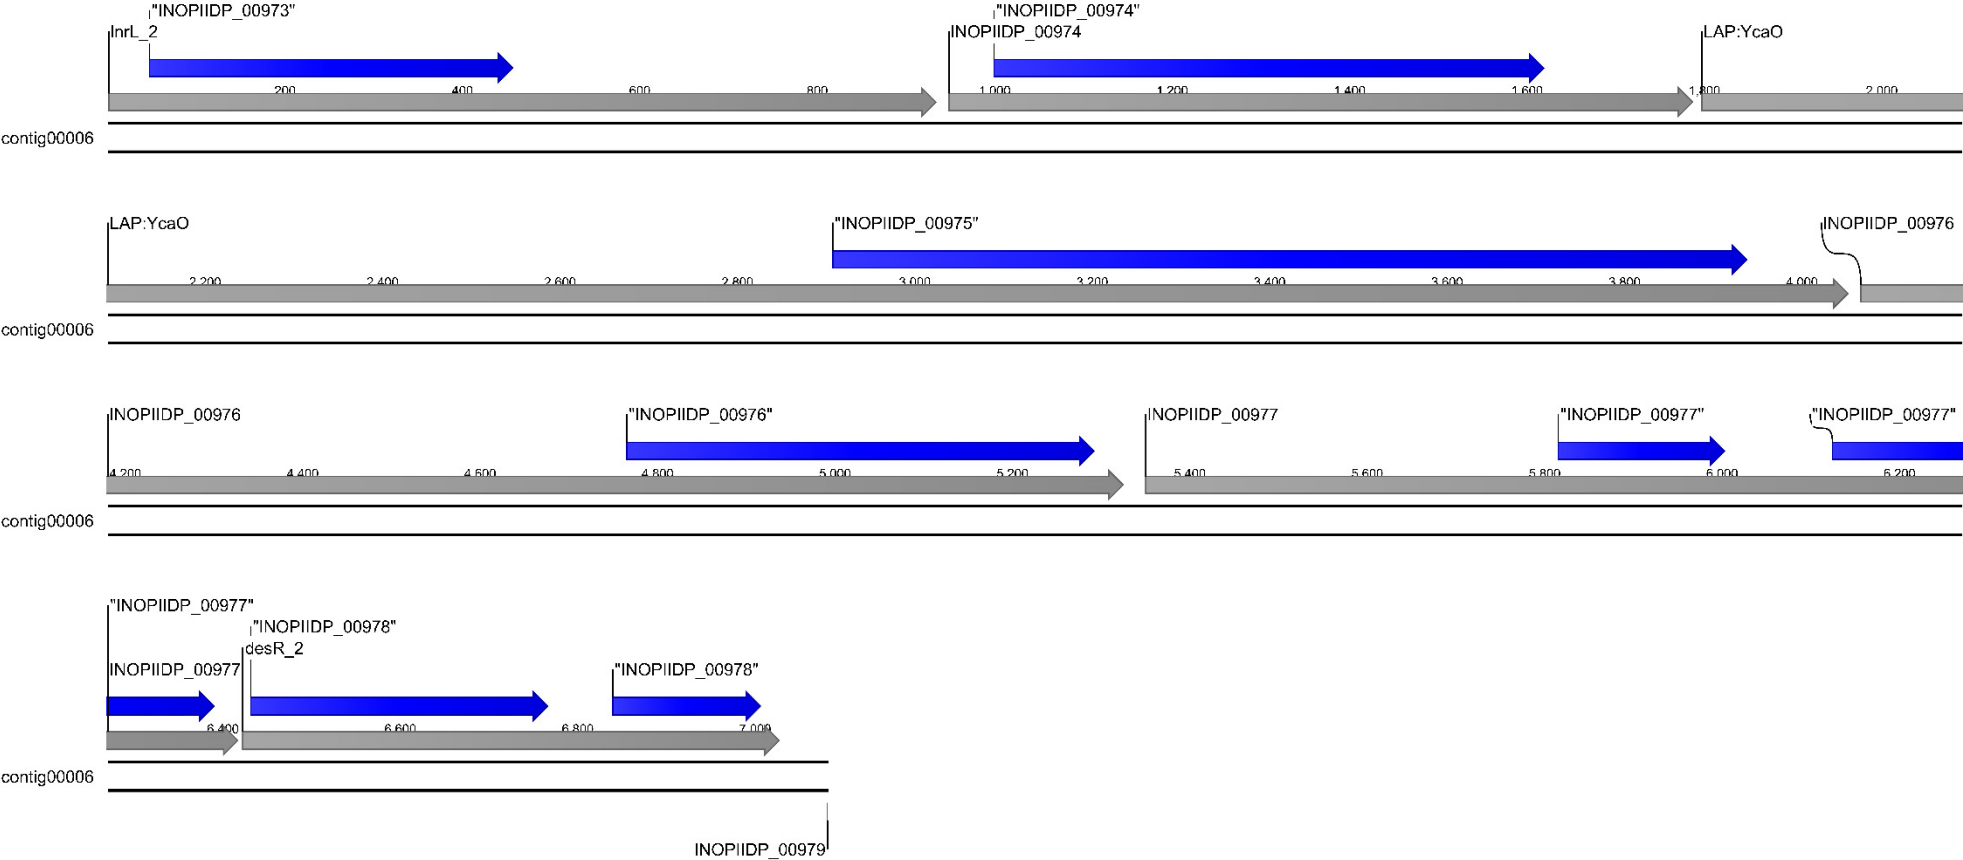 "INOPIIDP_00973"
"INOPIIDP_00974"
lnrL_2
INOPIIDP_00974
LAP:YcaO
200 400 600 800 1,000 1,200 1,400 1,600 1,800 2,000
contig00006
LAP:YcaO
"INOPIIDP_00975"
INOPIIDP_00976
2,200 2,400 2,600 2,800 3,000 3,200 3,400 3,600 3,800 4,000
contig00006
INOPIIDP_00976
"INOPIIDP_00976"
INOPIIDP_00977
"INOPIIDP_00977"
"INOPIIDP_00977"
4,200 4,400 4,600 4,800 5,000 5,200 5,400 5,600 5,800 6,000 6,200
contig00006
"INOPIIDP_00977"
"INOPIIDP_00978"
desR_2
INOPIIDP_00977
"INOPIIDP_00978"
6,400 6,600 6,800 7,000
contig00006
INOPIIDP_00979